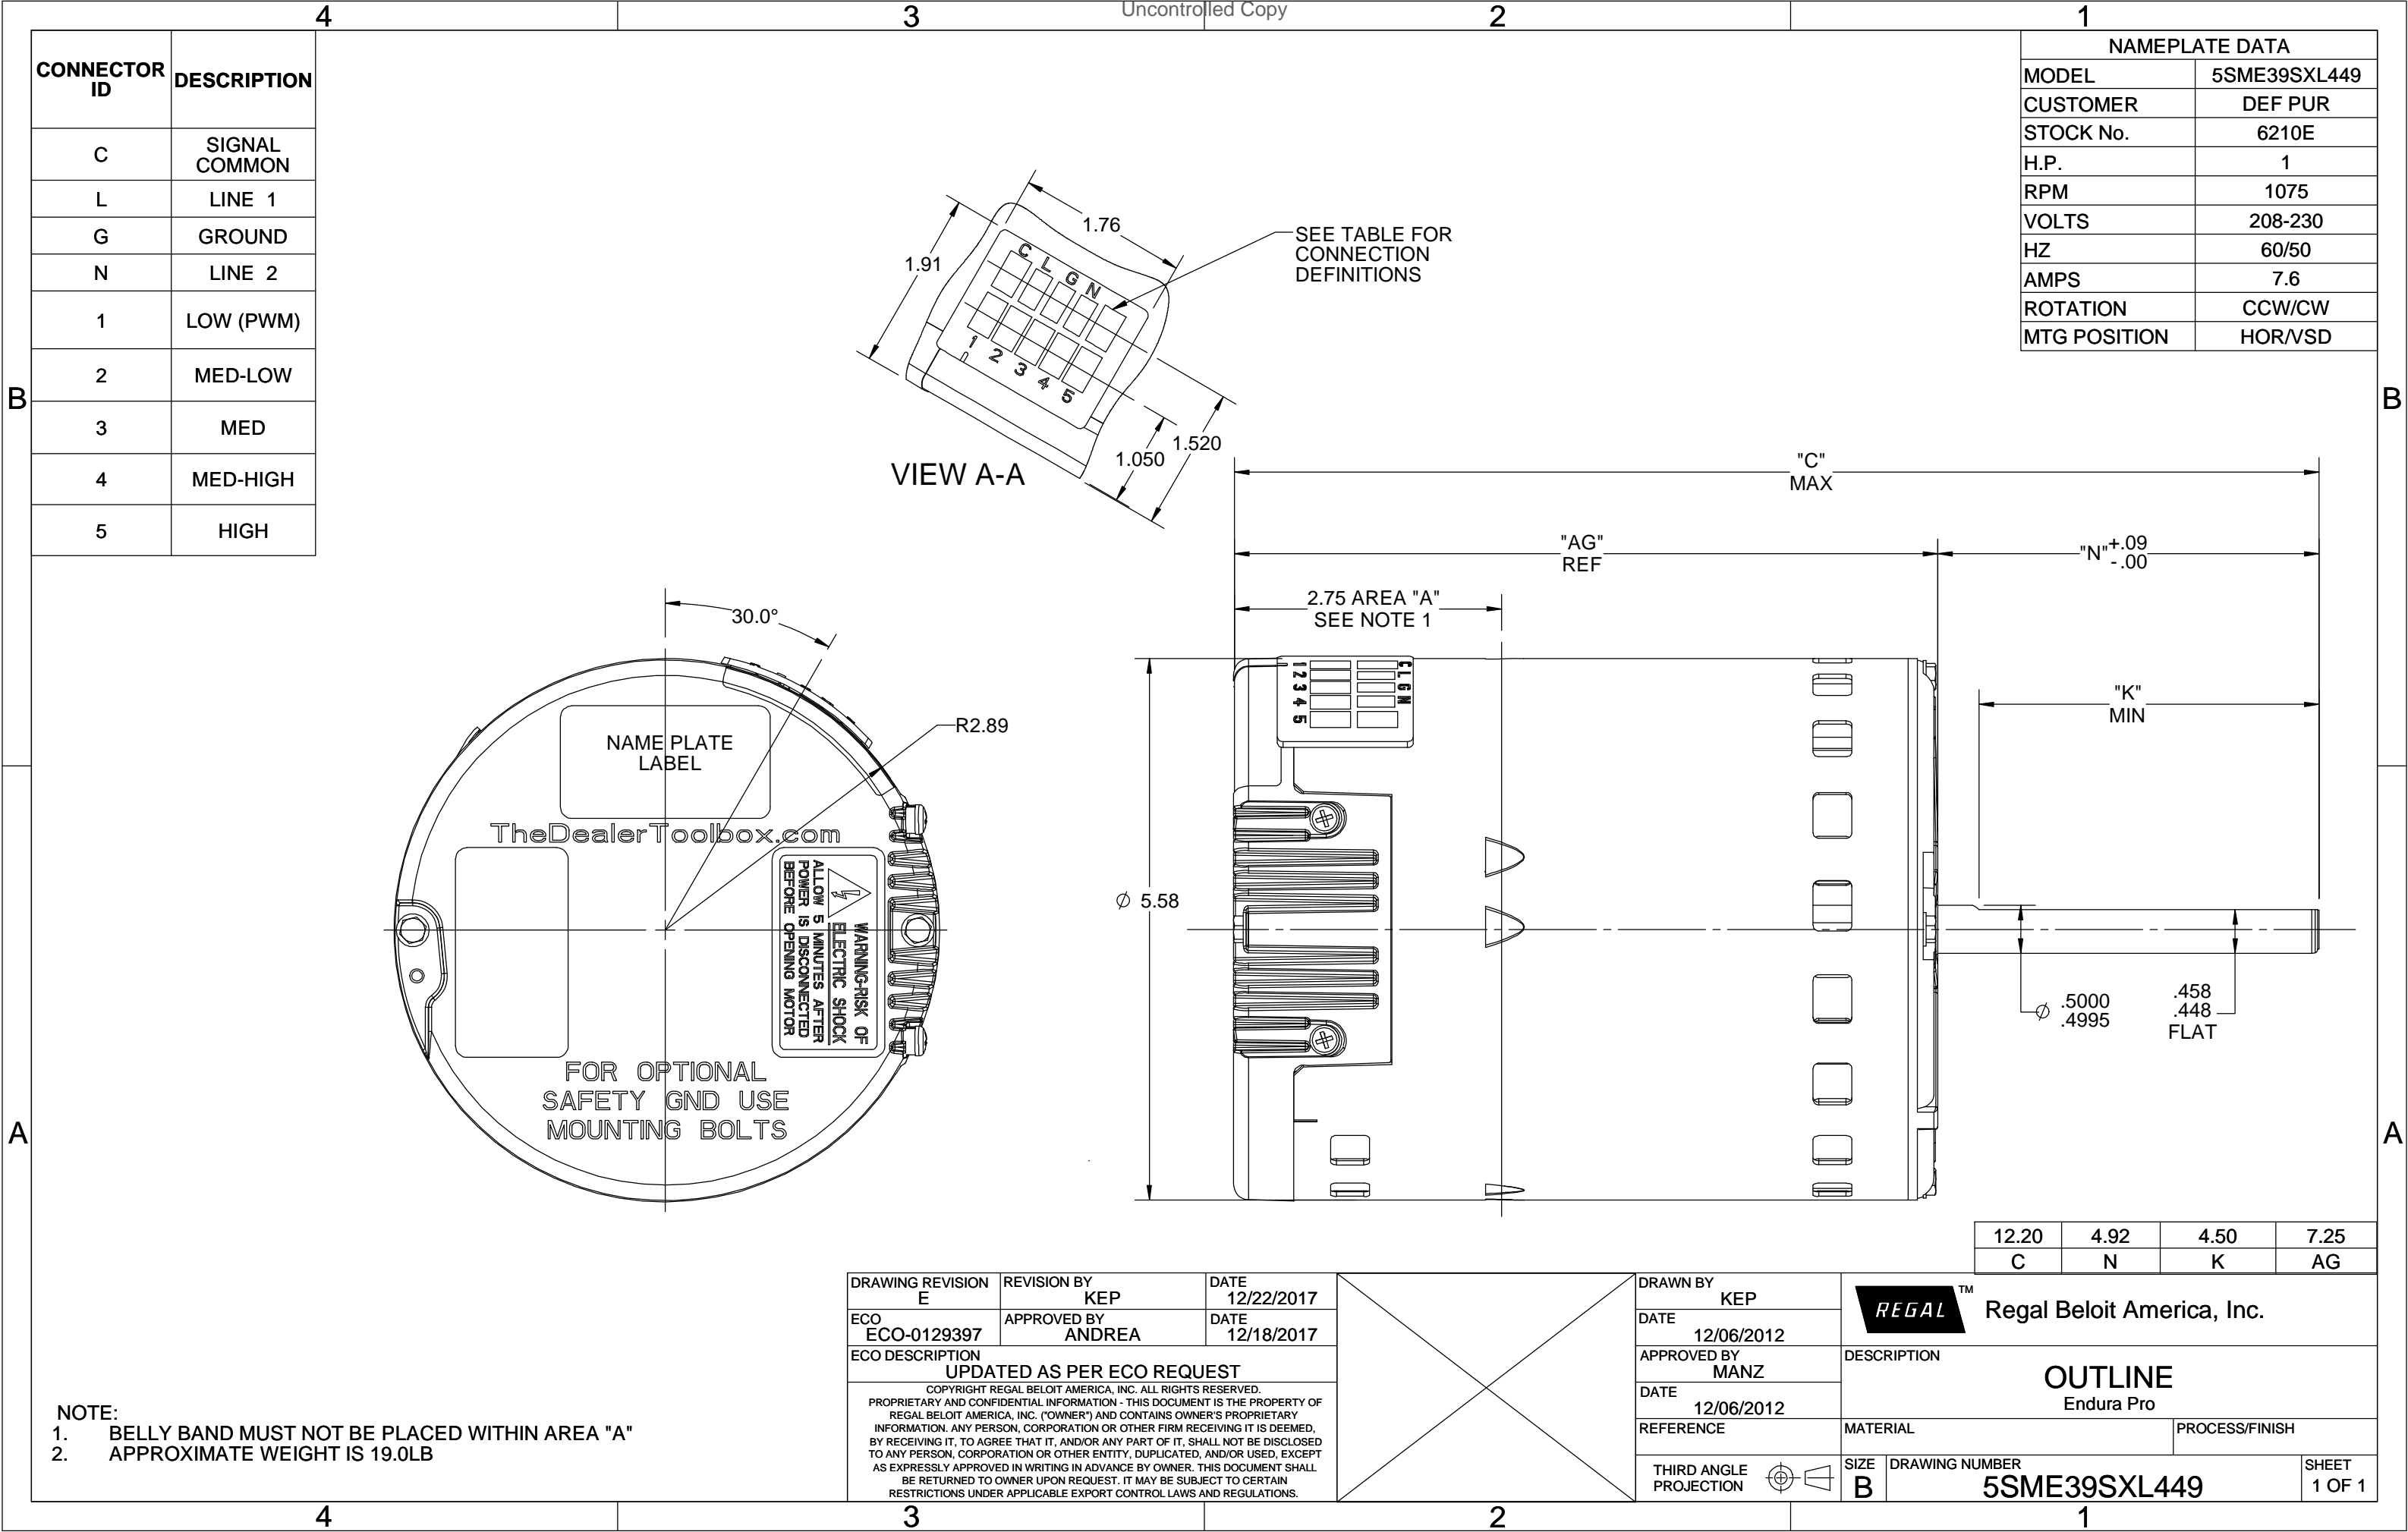 Uncontrolled Copy
4 3 2 1
CONNECTOR ID DESCRIPTION
C SIGNAL COMMON
L LINE 1
G GROUND
N LINE 2
1 LOW (PWM)
2 MED-LOW
3 MED
4 MED-HIGH
5 HIGH
NAMEPLATE DATA
MODEL 5SME39SXL449
CUSTOMER DEF PUR
STOCK No. 6210E
H.P. 1
RPM 1075
VOLTS 208-230
HZ 60/50
AMPS 7.6
ROTATION CCW/CW
MTG POSITION HOR/VSD
B
B
1.76
1.91
C L G N
1 2 3 4 5
SEE TABLE FOR
CONNECTION
DEFINITIONS
1.520
1.050
VIEW A-A
"C"
MAX
"AG"
REF
"N" +.09
-.00
2.75 AREA "A"
SEE NOTE 1
"K"
MIN
30.0°
R2.89
NAME PLATE
LABEL
TheDealerToolbox.com
WARNING-RISK OF
ELECTRIC SHOCK
ALLOW 5 MINUTES AFTER
POWER IS DISCONNECTED
BEFORE OPENING MOTOR
FOR OPTIONAL
SAFETY GND USE
MOUNTING BOLTS
1 2 3 4 5
C L G N
Ø 5.58
Ø .5000
.4995
.458
.448
FLAT
A
A
12.20 4.92 4.50 7.25
C N K AG
NOTE:
1. BELLY BAND MUST NOT BE PLACED WITHIN AREA "A"
2. APPROXIMATE WEIGHT IS 19.0LB
DRAWING REVISION E
REVISION BY KEP
DATE 12/22/2017
ECO ECO-0129397
APPROVED BY ANDREA
DATE 12/18/2017
ECO DESCRIPTION
UPDATED AS PER ECO REQUEST
COPYRIGHT REGAL BELOIT AMERICA, INC. ALL RIGHTS RESERVED.
PROPRIETARY AND CONFIDENTIAL INFORMATION - THIS DOCUMENT IS THE PROPERTY OF
REGAL BELOIT AMERICA, INC. ("OWNER") AND CONTAINS OWNER'S PROPRIETARY
INFORMATION. ANY PERSON, CORPORATION OR OTHER FIRM RECEIVING IT IS DEEMED,
BY RECEIVING IT, TO AGREE THAT IT, AND/OR ANY PART OF IT, SHALL NOT BE DISCLOSED
TO ANY PERSON, CORPORATION OR OTHER ENTITY, DUPLICATED, AND/OR USED, EXCEPT
AS EXPRESSLY APPROVED IN WRITING IN ADVANCE BY OWNER. THIS DOCUMENT SHALL
BE RETURNED TO OWNER UPON REQUEST. IT MAY BE SUBJECT TO CERTAIN
RESTRICTIONS UNDER APPLICABLE EXPORT CONTROL LAWS AND REGULATIONS.
DRAWN BY KEP
DATE 12/06/2012
APPROVED BY MANZ
DATE 12/06/2012
REFERENCE
THIRD ANGLE
PROJECTION
REGAL ™ Regal Beloit America, Inc.
DESCRIPTION
OUTLINE
Endura Pro
MATERIAL
PROCESS/FINISH
SIZE B
DRAWING NUMBER 5SME39SXL449
SHEET 1 OF 1
4 3 2 1